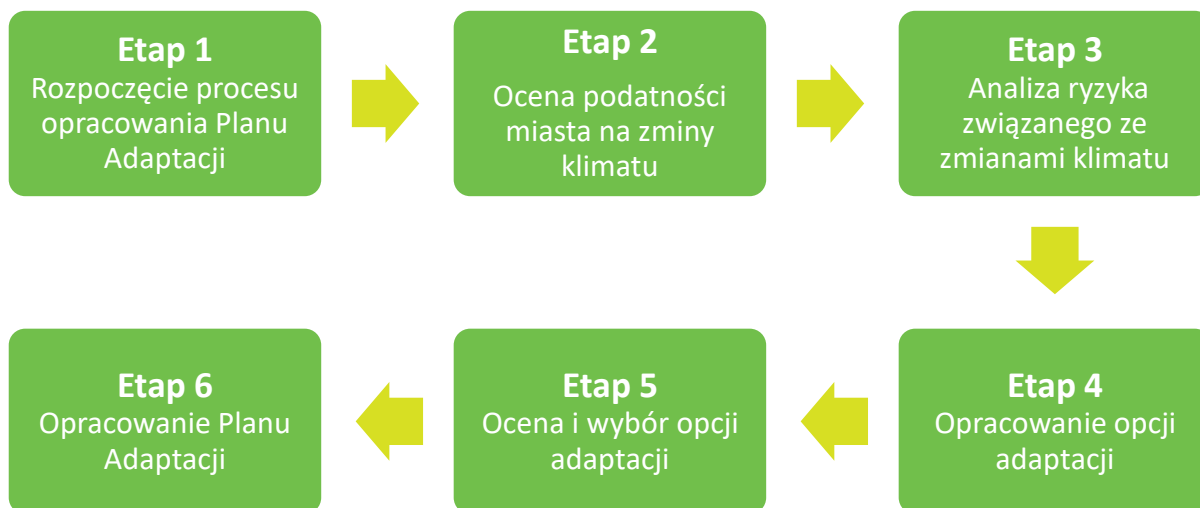 Etap 1
Rozpoczęcie procesu
opracowania Planu
Adaptacji
Etap 2
Ocena podatności
miasta na zminy
klimatu
Etap 3
Analiza ryzyka
związanego ze
zmianami klimatu
Etap 4
Opracowanie opcji
adaptacji
Etap 5
Ocena i wybór opcji
adaptacji
Etap 6
Opracowanie Planu
Adaptacji